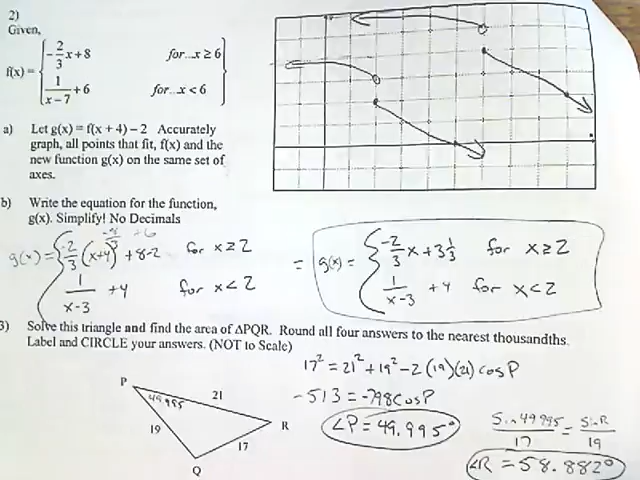 2)
Given,
f(x) = { -2/3 x + 8 for...x ≥ 6
1/(x-7) + 6 for...x < 6 }
a) Let g(x) = f(x + 4) – 2 Accurately
graph, all points that fit, f(x) and the
new function g(x) on the same set of
axes.
b) Write the equation for the function,
g(x). Simplify! No Decimals
-8/3 +6
g(x) = { -2/3 (x+4) + 8-2 for x ≥ 2
1/(x-3) + 4 for x < 2
= g(x) = { -2/3 x + 3 1/3 for x ≥ 2
1/(x-3) + 4 for x < 2
3) Solve this triangle and find the area of ΔPQR. Round all four answers to the nearest thousandths.
Label and CIRCLE your answers. (NOT to Scale)
P
49.995
21
19
R
17
Q
17² = 21² + 19² - 2 (19)(21) cosP
-513 = -798 cosP
∠P = 49.995°
Sin 49.995/17 = Sin R/19
∠R = 58.882°